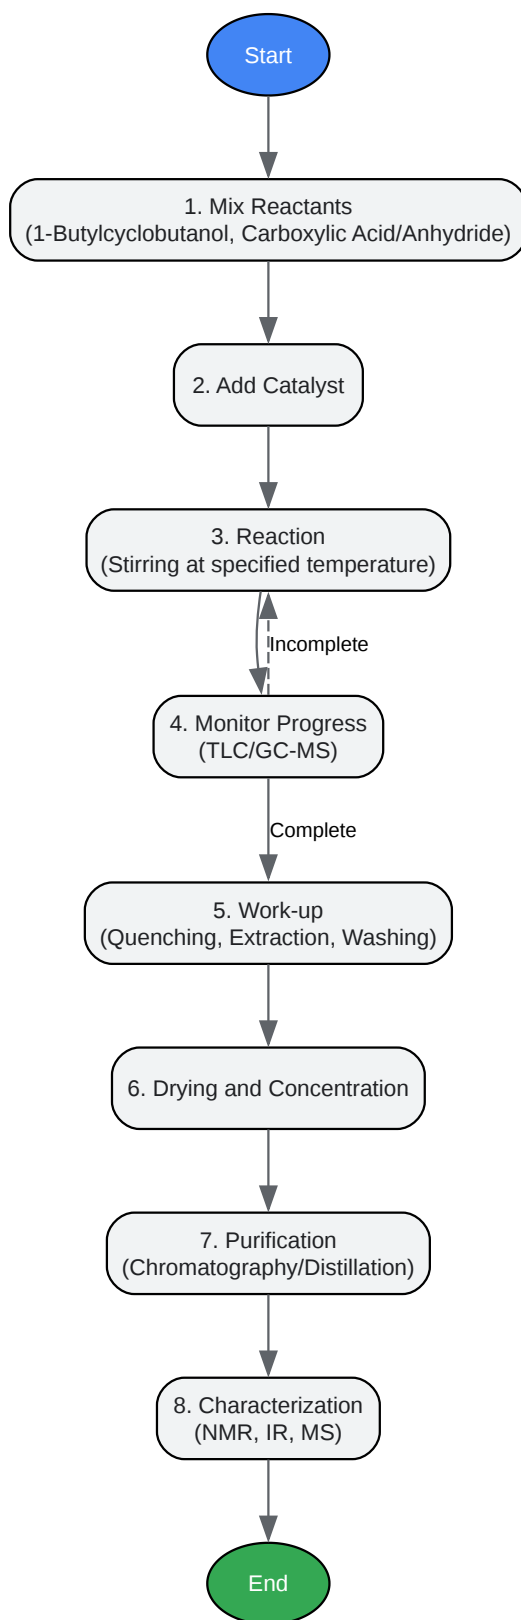 Start
1. Mix Reactants
(1-Butylcyclobutanol, Carboxylic Acid/Anhydride)
2. Add Catalyst
3. Reaction
(Stirring at specified temperature)
Incomplete
4. Monitor Progress
(TLC/GC-MS)
Complete
5. Work-up
(Quenching, Extraction, Washing)
6. Drying and Concentration
7. Purification
(Chromatography/Distillation)
8. Characterization
(NMR, IR, MS)
End